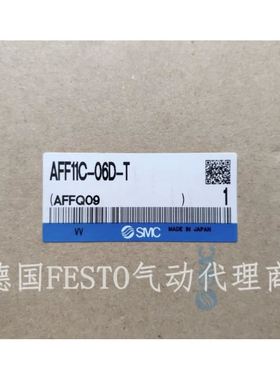 AFF11C-06D-T
(AFFQ09 ) 1
VV SMC MADE IN JAPAN
德国FESTO气动代理商